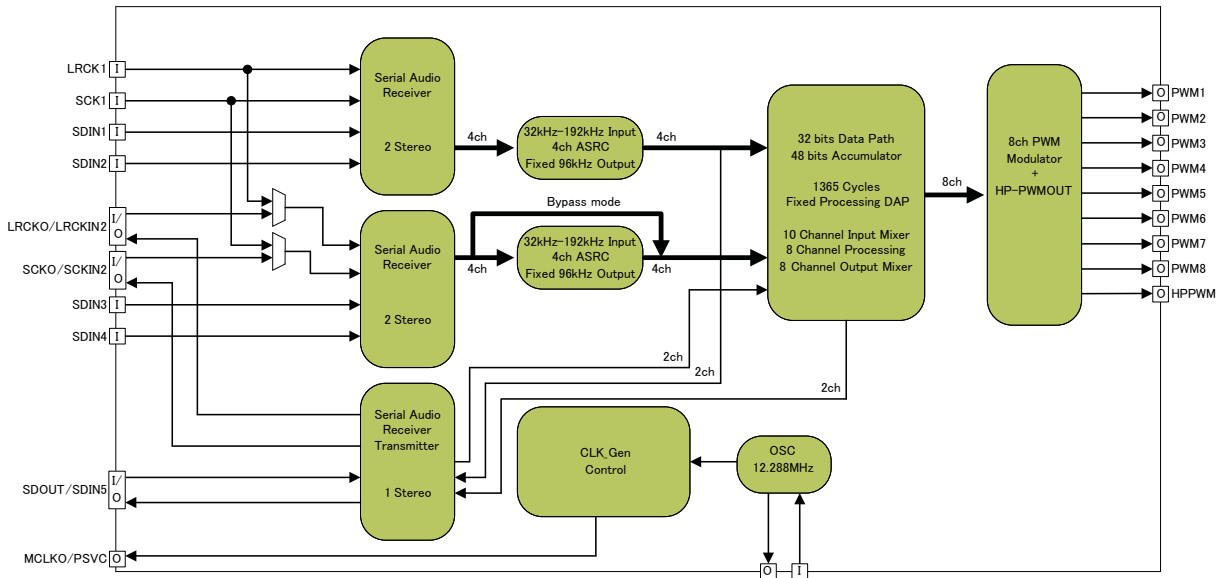 LRCK1
I
SCK1
I
SDIN1
I
SDIN2
I
LRCKO/LRCKIN2
I/
O
SCKO/SCKIN2
I/
O
SDIN3
I
SDIN4
I
SDOUT/SDIN5
I/
O
MCLKO/PSVC
O
Serial Audio
Receiver
2 Stereo
4ch
32kHz-192kHz Input
4ch ASRC
Fixed 96kHz Output
4ch
Bypass mode
Serial Audio
Receiver
2 Stereo
4ch
32kHz-192kHz Input
4ch ASRC
Fixed 96kHz Output
4ch
2ch
2ch
2ch
Serial Audio
Receiver
Transmitter
1 Stereo
32 bits Data Path
48 bits Accumulator
1365 Cycles
Fixed Processing DAP
10 Channel Input Mixer
8 Channel Processing
8 Channel Output Mixer
8ch
8ch PWM
Modulator
+
HP-PWMOUT
CLK_Gen
Control
OSC
12.288MHz
O
I
O
PWM1
O
PWM2
O
PWM3
O
PWM4
O
PWM5
O
PWM6
O
PWM7
O
PWM8
O
HPPWM